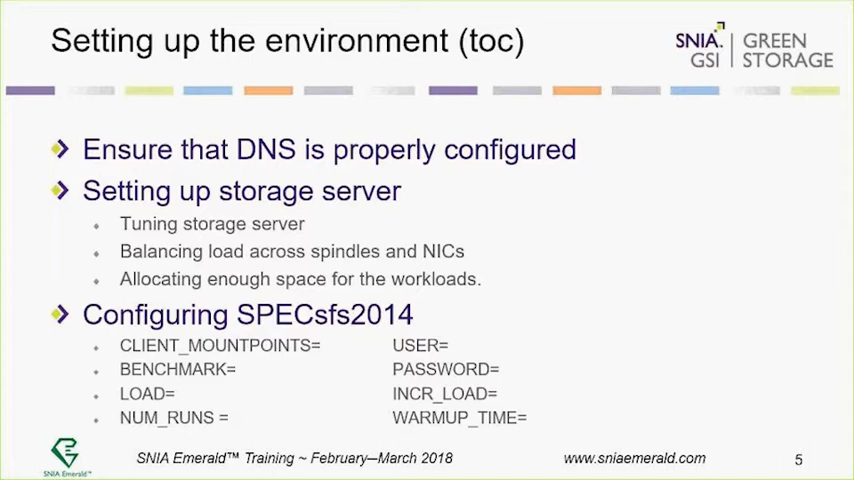 Setting up the environment (toc)
SNIA. | GREEN
GSI | STORAGE
Ensure that DNS is properly configured
Setting up storage server
Tuning storage server
Balancing load across spindles and NICs
Allocating enough space for the workloads.
Configuring SPECsfs2014
CLIENT_MOUNTPOINTS= USER=
BENCHMARK= PASSWORD=
LOAD= INCR_LOAD=
NUM_RUNS = WARMUP_TIME=
SNIA Emerald™
SNIA Emerald™ Training ~ February—March 2018 www.sniaemerald.com 5